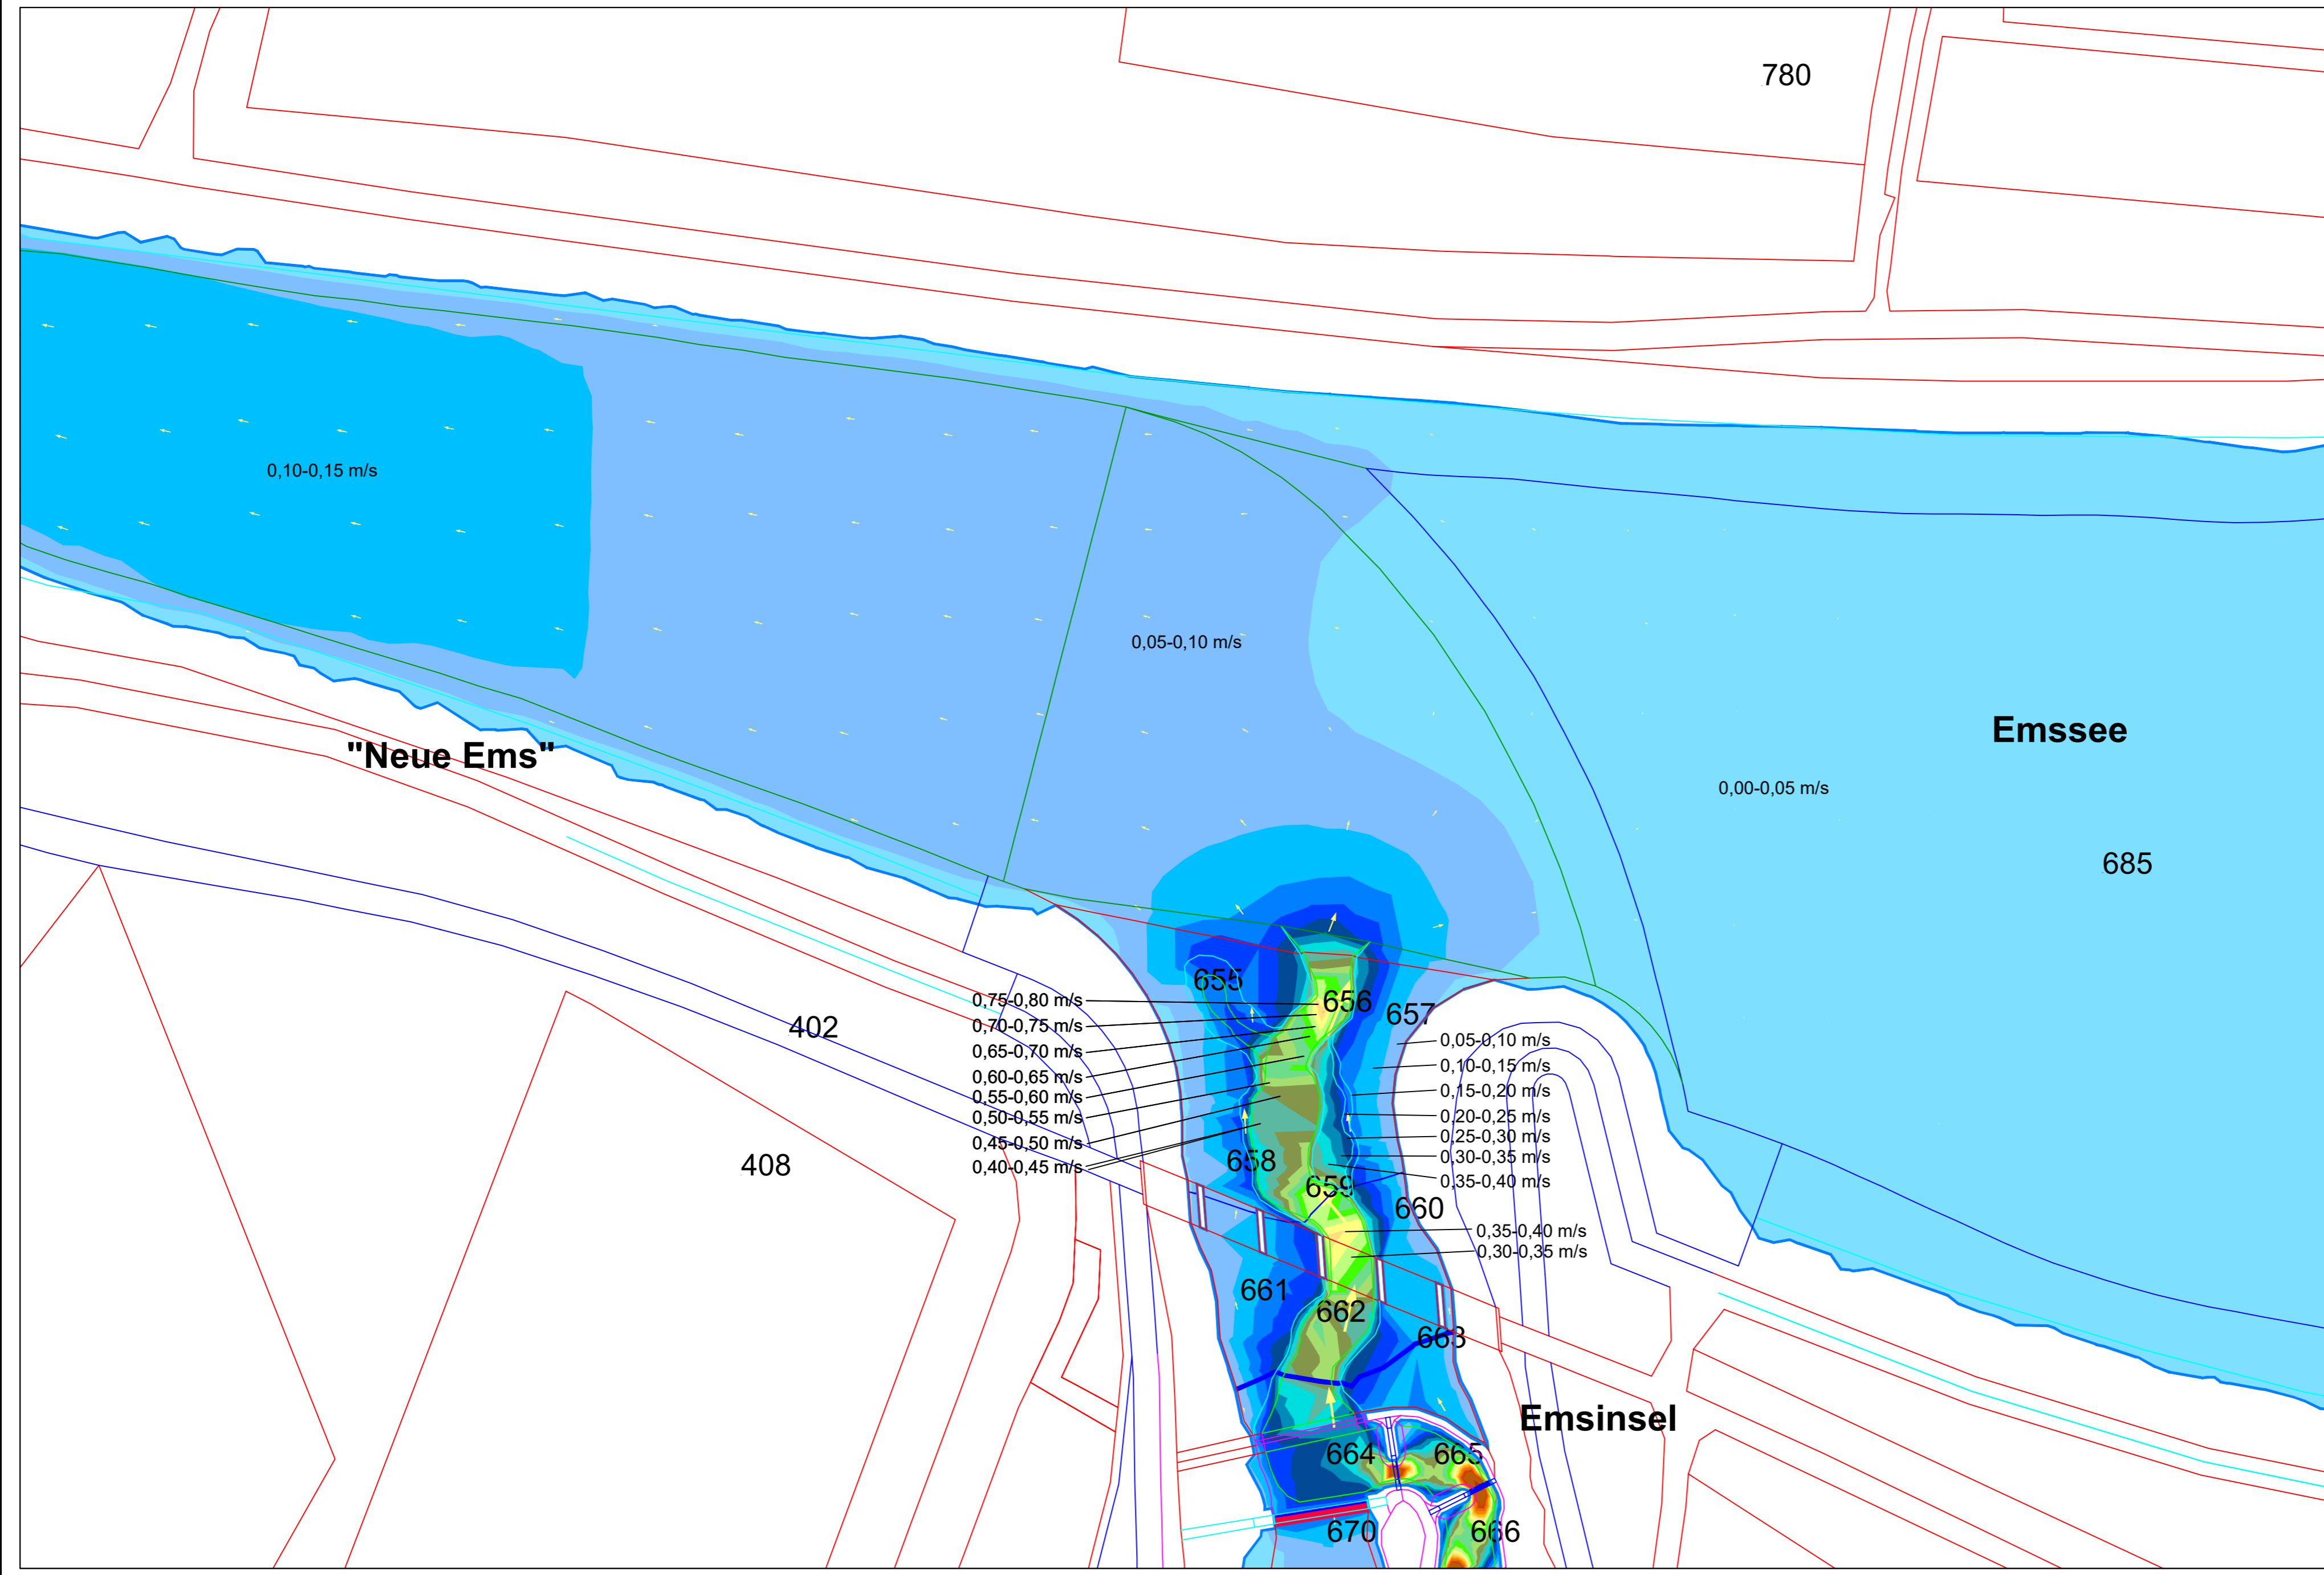 780
0,10-0,15 m/s
0,05-0,10 m/s
"Neue Ems"
Emssee
0,00-0,05 m/s
685
655
656
657
402
0,75-0,80 m/s
0,70-0,75 m/s
0,65-0,70 m/s
0,60-0,65 m/s
0,55-0,60 m/s
0,50-0,55 m/s
0,45-0,50 m/s
0,40-0,45 m/s
0,05-0,10 m/s
0,10-0,15 m/s
0,15-0,20 m/s
0,20-0,25 m/s
0,25-0,30 m/s
0,30-0,35 m/s
0,35-0,40 m/s
408
658
659
660
0,35-0,40 m/s
0,30-0,35 m/s
661
662
663
Emsinsel
664
665
670
666